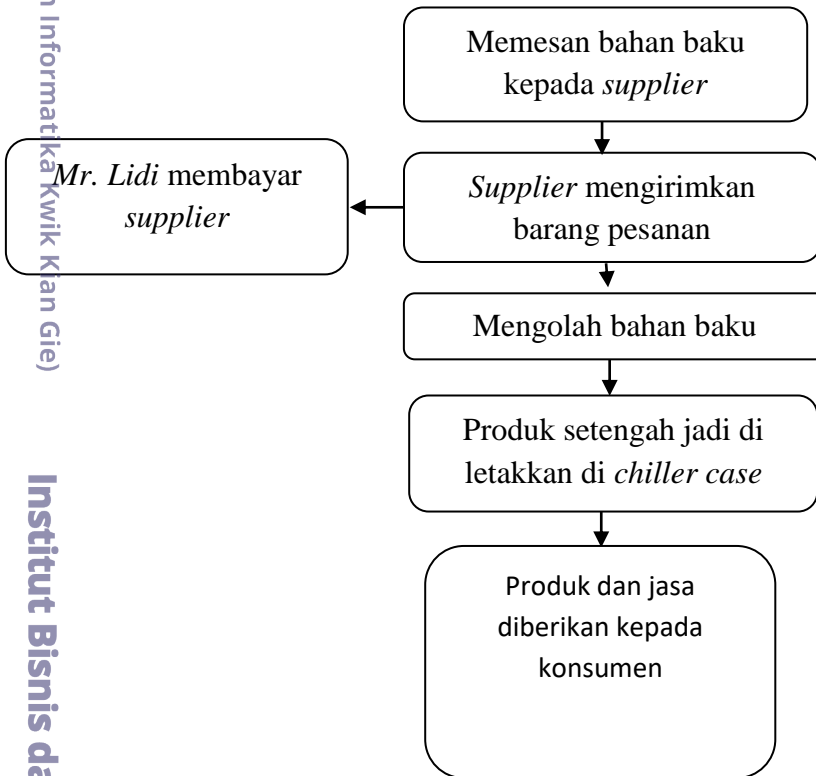 Memesan bahan baku
kepada supplier
Mr. Lidi membayar
supplier
Supplier mengirimkan
barang pesanan
Mengolah bahan baku
Produk setengah jadi di
letakkan di chiller case
Produk dan jasa
diberikan kepada
konsumen
Informatika Kwik Kian Gie)
Institut Bisnis